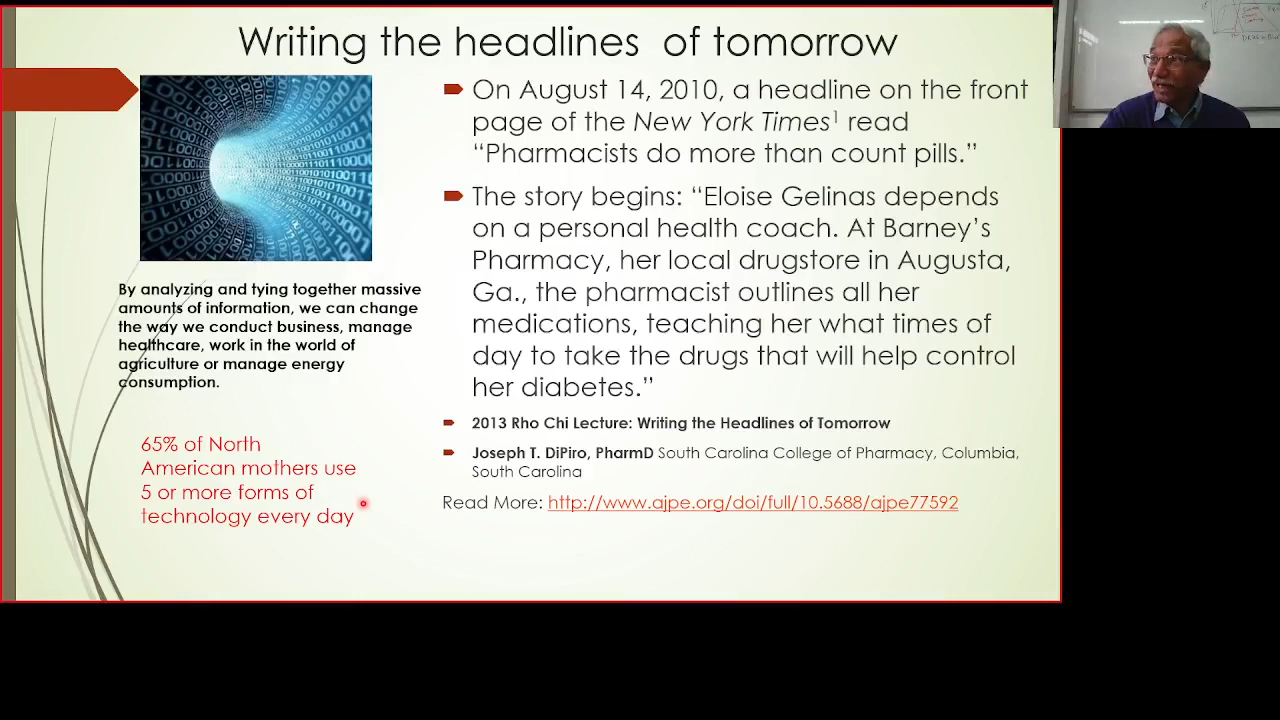 Writing the headlines of tomorrow
On August 14, 2010, a headline on the front
page of the New York Times1 read
“Pharmacists do more than count pills.”
The story begins: “Eloise Gelinas depends
on a personal health coach. At Barney’s
Pharmacy, her local drugstore in Augusta,
Ga., the pharmacist outlines all her
medications, teaching her what times of
day to take the drugs that will help control
her diabetes.”
2013 Rho Chi Lecture: Writing the Headlines of Tomorrow
Joseph T. DiPiro, PharmD South Carolina College of Pharmacy, Columbia,
South Carolina
Read More: http://www.ajpe.org/doi/full/10.5688/ajpe77592
By analyzing and tying together massive
amounts of information, we can change
the way we conduct business, manage
healthcare, work in the world of
agriculture or manage energy
consumption.
65% of North
American mothers use
5 or more forms of
technology every day